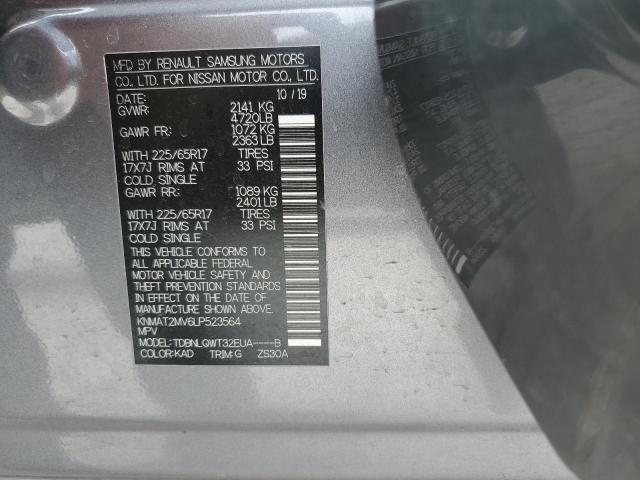 MFD BY RENAULT SAMSUNG MOTORS
CO., LTD. FOR NISSAN MOTOR CO., LTD.
DATE: 10/19
GVWR: 2141 KG
4720LB
GAWR FR: 1072 KG
2363 LB
WITH 225/65R17 TIRES
17X7J RIMS AT 33 PSI
COLD SINGLE
GAWR RR: 1089 KG
2401 LB
WITH 225/65R17 TIRES
17X7J RIMS AT 33 PSI
COLD SINGLE
THIS VEHICLE CONFORMS TO
ALL APPLICABLE FEDERAL
MOTOR VEHICLE SAFETY AND
THEFT PREVENTION STANDARDS
IN EFFECT ON THE DATE OF
MANUFACTURE SHOWN ABOVE.
KNMAT2MV6LP523564
MPV
MODEL: TDBNLQWT32EUA----B
COLOR:KAD TRIM:G ZS30A